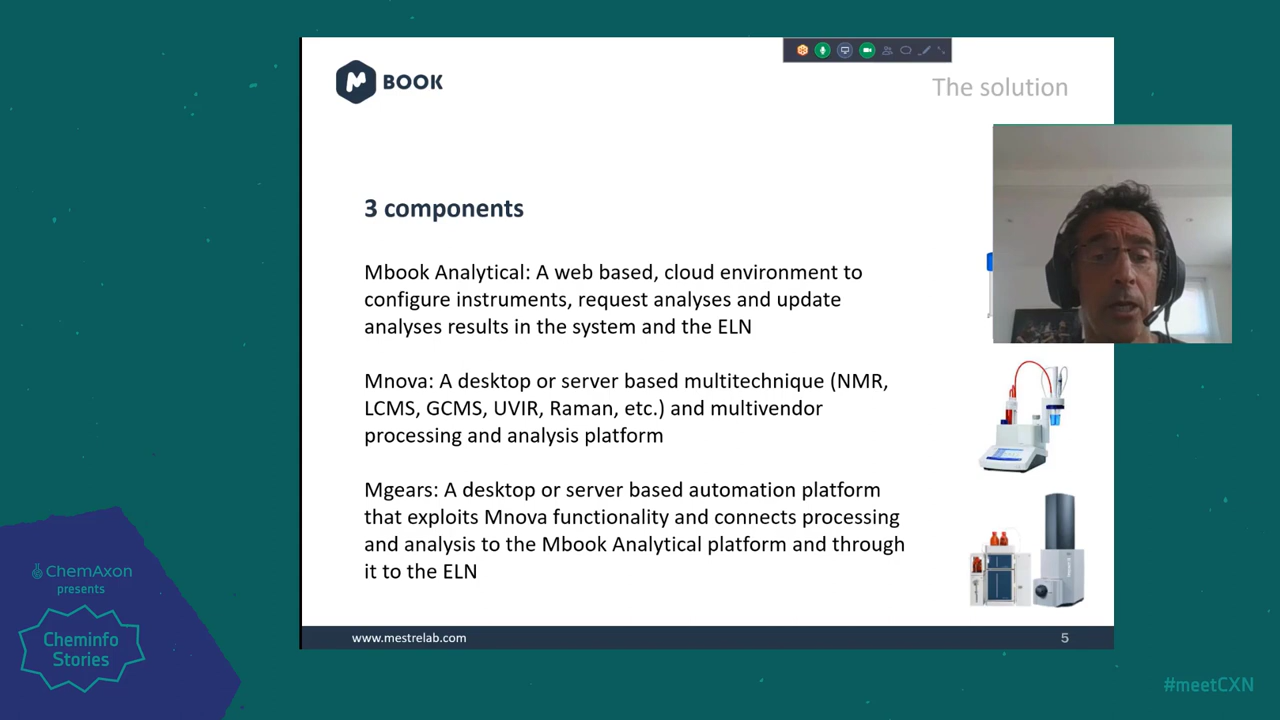 BOOK
The solution
3 components
Mbook Analytical: A web based, cloud environment to
configure instruments, request analyses and update
analyses results in the system and the ELN
Mnova: A desktop or server based multitechnique (NMR,
LCMS, GCMS, UVIR, Raman, etc.) and multivendor
processing and analysis platform
Mgears: A desktop or server based automation platform
that exploits Mnova functionality and connects processing
and analysis to the Mbook Analytical platform and through
it to the ELN
www.mestrelab.com
5
ChemAxon
presents
Cheminfo
Stories
#meetCXN